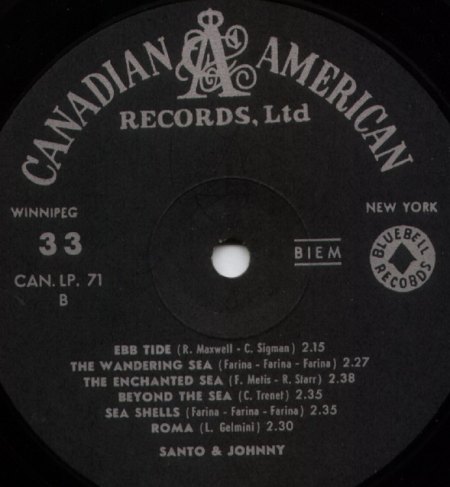 CANADIAN AMERICAN
RECORDS, Ltd
WINNIPEG
NEW YORK
33
BIEM
BLUEBELL
RECORDS
CAN. LP. 71
B
EBB TIDE (R. Maxwell - C. Sigman) 2.15
THE WANDERING SEA (Farina - Farina - Farina) 2.27
THE ENCHANTED SEA (F. Metis - R. Starr) 2.38
BEYOND THE SEA (C. Trenet) 2.35
SEA SHELLS (Farina - Farina - Farina) 2.35
ROMA (L. Gelmini) 2.30
SANTO & JOHNNY